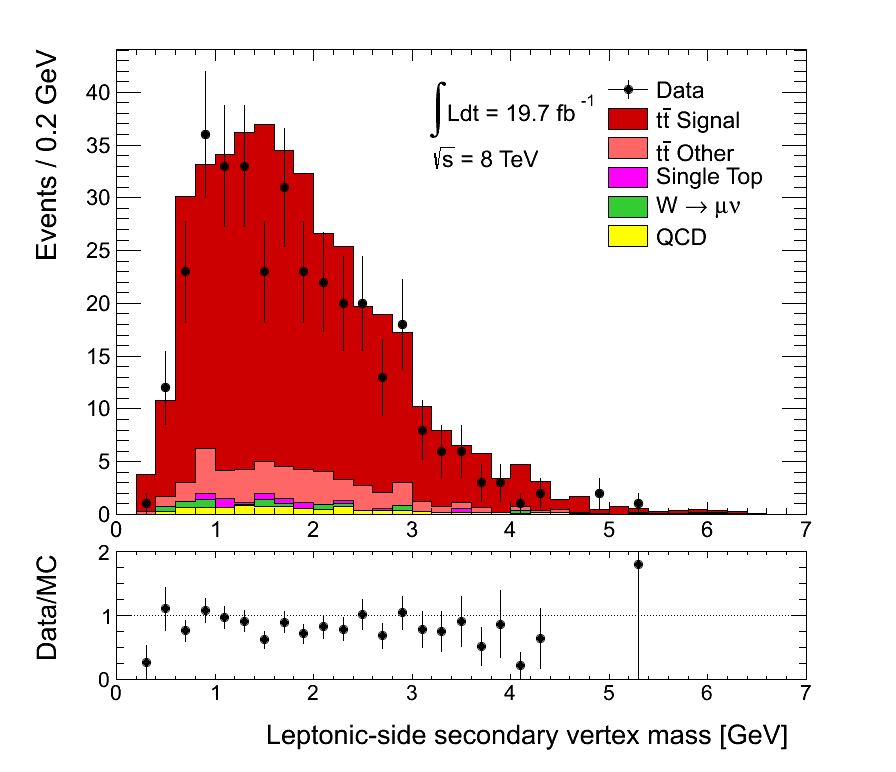 Events / 0.2 GeV
40
35
30
25
20
15
10
5
0
∫Ldt = 19.7 fb⁻¹
√s = 8 TeV
Data
tt̄ Signal
tt̄ Other
Single Top
W → μν
QCD
0 1 2 3 4 5 6 7
Data/MC
2
1
0
0 1 2 3 4 5 6 7
Leptonic-side secondary vertex mass [GeV]